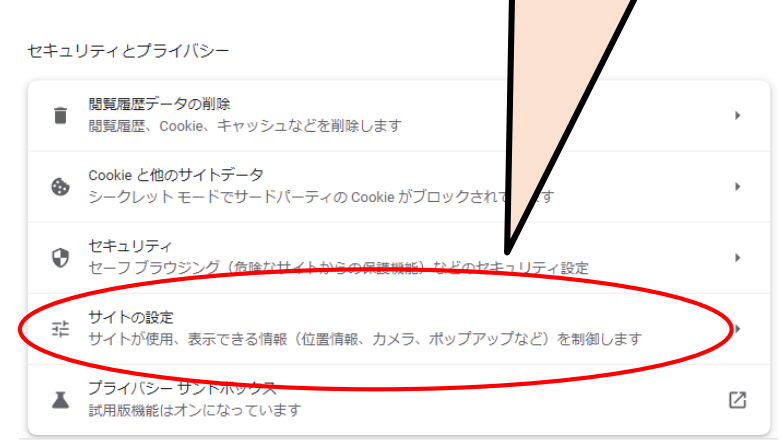 セキュリティとプライバシー
閲覧履歴データの削除
閲覧履歴、Cookie、キャッシュなどを削除します
Cookie と他のサイトデータ
シークレット モードでサードパーティの Cookie がブロックされています
セキュリティ
セーフ ブラウジング（危険なサイトからの保護機能）などのセキュリティ設定
サイトの設定
サイトが使用、表示できる情報（位置情報、カメラ、ポップアップなど）を制御します
プライバシー サンドボックス
試用版機能はオンになっています